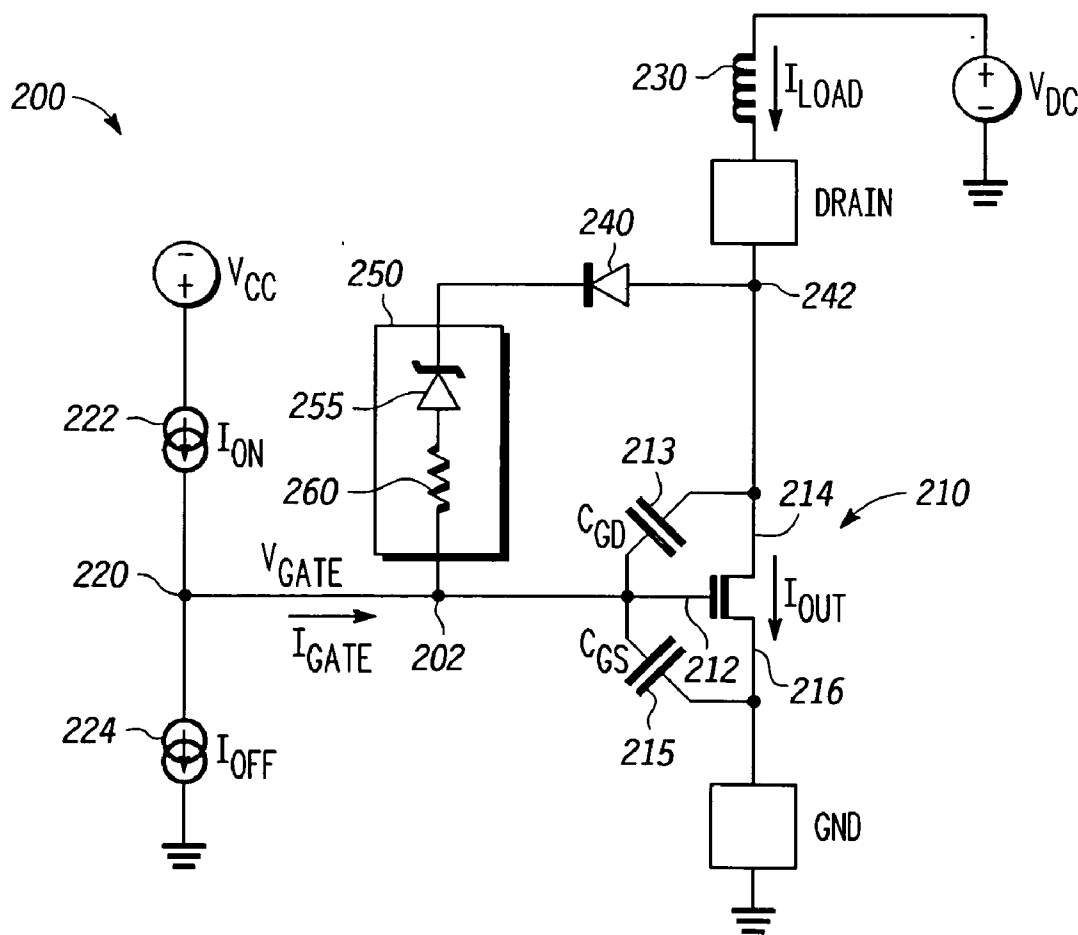 200
230
I_LOAD
+
-
V_DC
DRAIN
240
242
-
+
V_CC
250
255
260
222
I_ON
213
C_GD
214
210
V_GATE
220
I_GATE
202
C_GS
212
I_OUT
216
215
224
I_OFF
GND